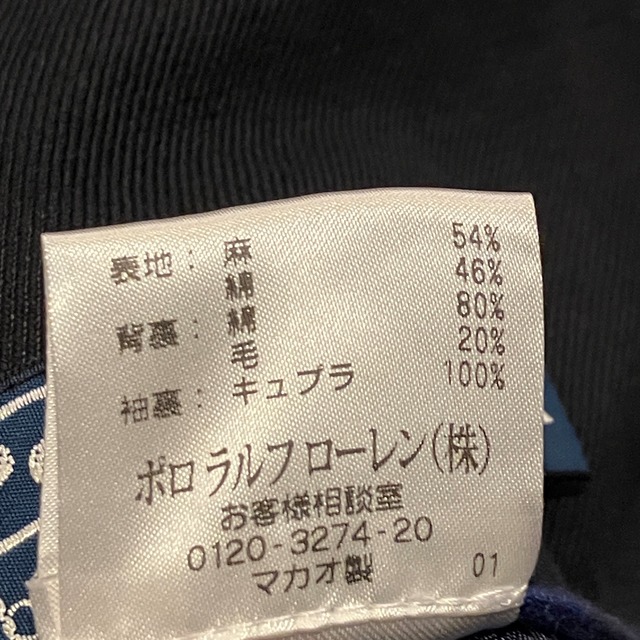 表地： 麻 54%
綿 46%
背裏： 綿 80%
毛 20%
袖裏： キュプラ 100%
ポロ ラルフ ローレン(株)
お客様相談室
0120-3274-20
マカオ製 01